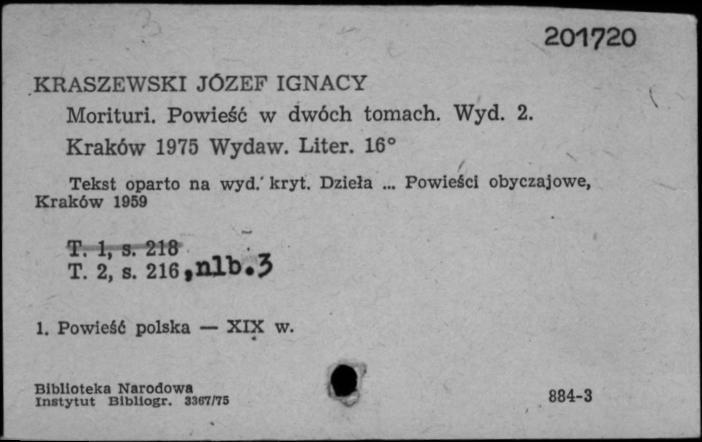 201720
KRASZEWSKI JÓZEF IGNACY
Morituri. Powieść w dwóch tomach. Wyd. 2.
Kraków 1975 Wydaw. Liter. 16°
Tekst oparto na wyd. kryt. Dzieła ... Powieści obyczajowe,
Kraków 1959
T. 1, s. 218
T. 2, s. 216, nlb. 3
1. Powieść polska — XIX w.
Biblioteka Narodowa
Instytut Bibliogr. 3367/75
884-3